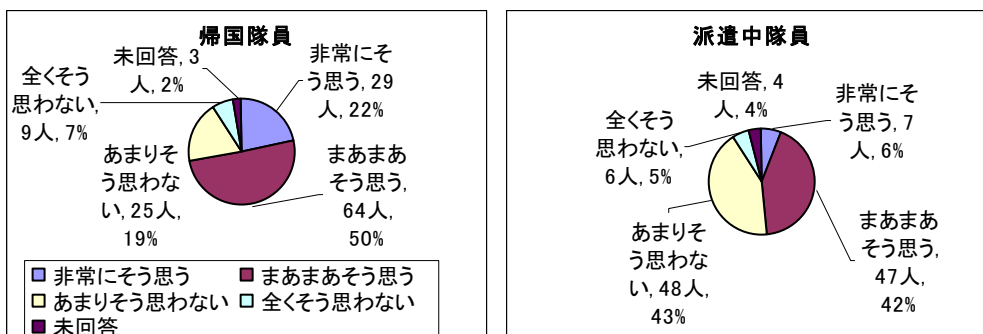 帰国隊員
未回答, 3
人, 2%
非常にそ
う思う, 29
人, 22%
全くそう
思わない,
9人, 7%
あまりそ
う思わな
い, 25人,
19%
まあまあ
そう思う,
64人,
50%
非常にそう思う
まあまあそう思う
あまりそう思わない
全くそう思わない
未回答
派遣中隊員
未回答, 4
人, 4%
非常にそ
う思う, 7
人, 6%
全くそう
思わない,
6人, 5%
あまりそ
う思わな
い, 48人,
43%
まあまあ
そう思う,
47人,
42%